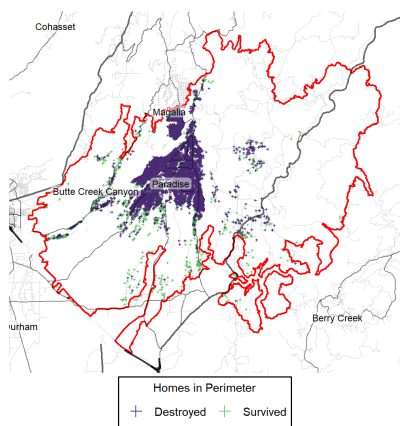 Cohasset
Magalia
Paradise
Butte Creek Canyon
Durham
Berry Creek
Homes in Perimeter
Destroyed
Survived